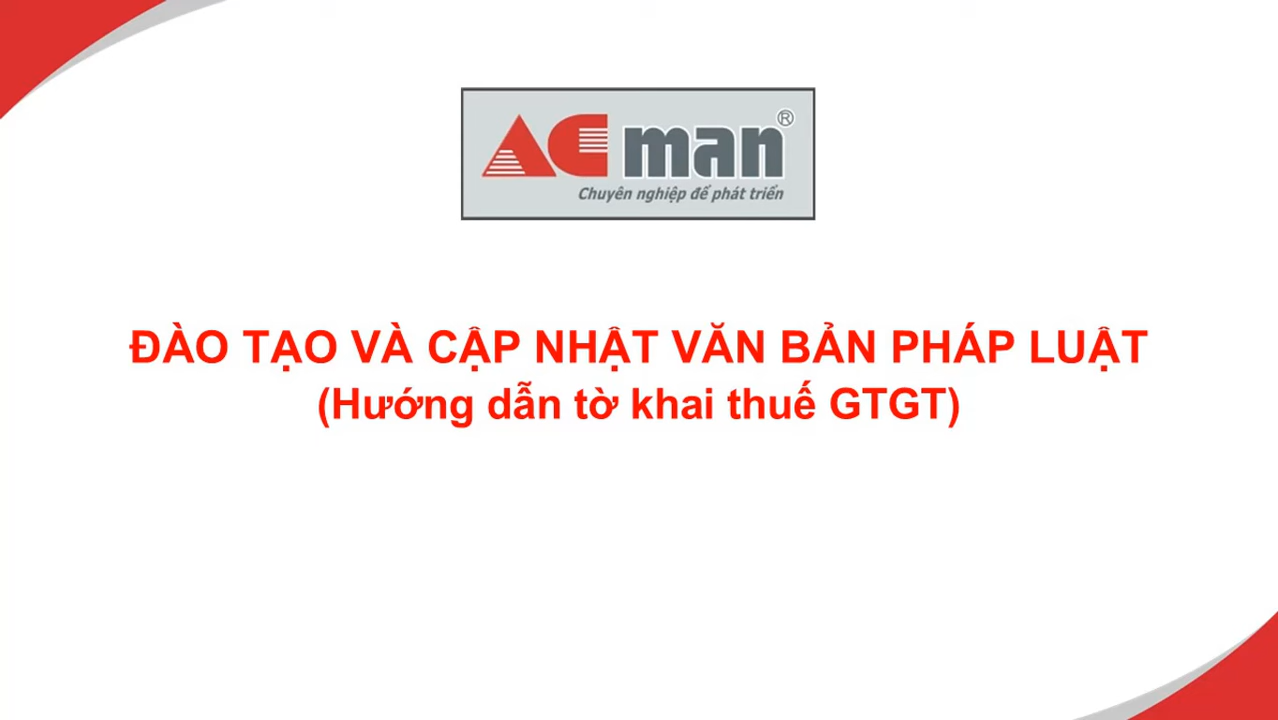 ACman®
Chuyên nghiệp để phát triển
ĐÀO TẠO VÀ CẬP NHẬT VĂN BẢN PHÁP LUẬT
(Hướng dẫn tờ khai thuế GTGT)